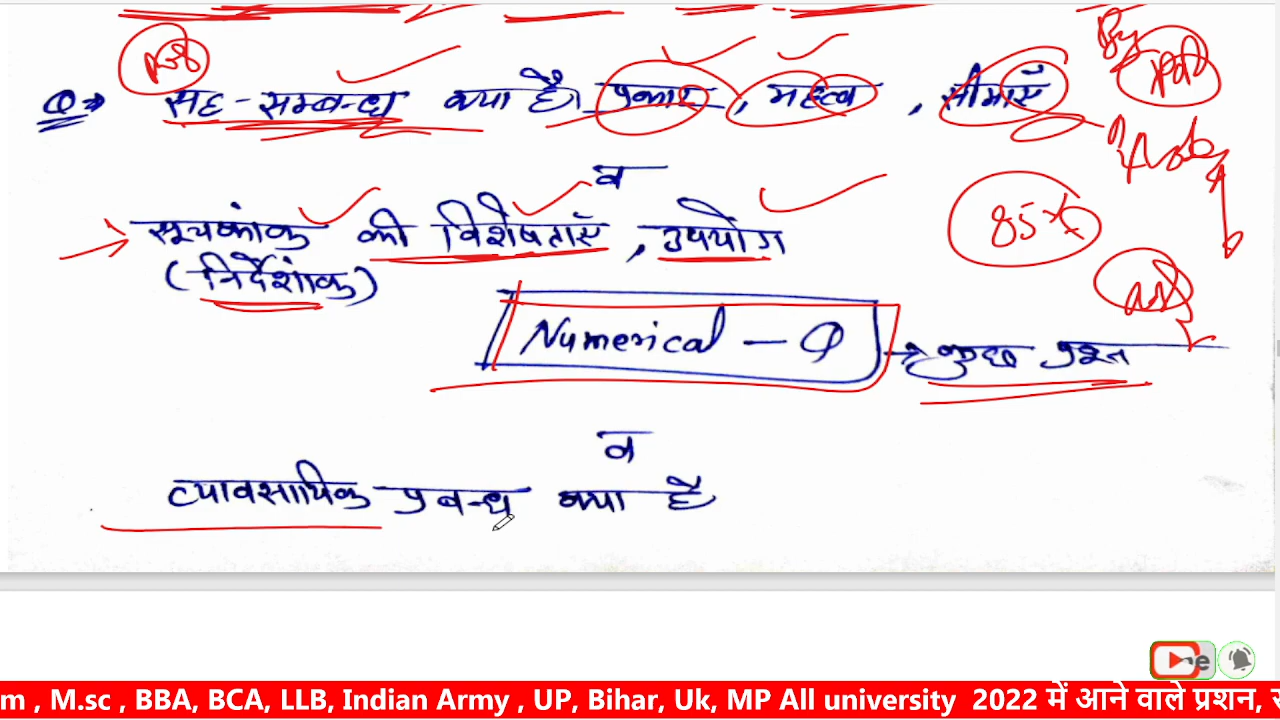 Q⇒ सह-सम्बन्ध क्या है। प्रकार, महत्व, सीमाएँ
व
→ सूचकांक की विशेषताएँ, उपयोग
(निर्देशांक)
85%
Numerical — Q → कुछ प्रश्न
व
व्यावसायिक प्रबन्ध क्या है
m , M.sc , BBA, BCA, LLB, Indian Army , UP, Bihar, Uk, MP All university 2022 में आने वाले प्रशन,